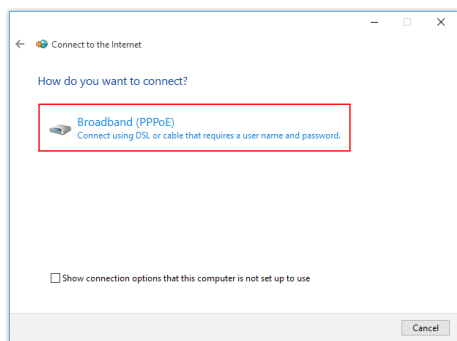 Connect to the Internet
How do you want to connect?
Broadband (PPPoE)
Connect using DSL or cable that requires a user name and password.
Show connection options that this computer is not set up to use
Cancel